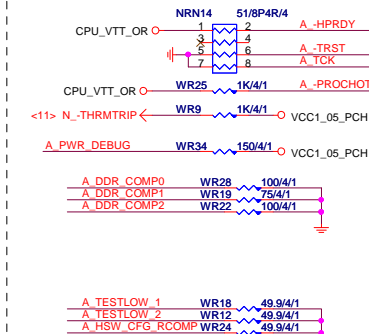 NRN14 51/8P4R/4
CPU_VTT_OR 1 2 A_-HPRDY
3 4
5 6 A_-TRST
7 8 A_TCK
CPU_VTT_OR WR25 1K/4/1 A_-PROCHOT
<11> N_-THRMTRIP WR9 1K/4/1 VCC1_05_PCH
A_PWR_DEBUG WR34 150/4/1 VCC1_05_PCH
A_DDR_COMP0 WR28 100/4/1
A_DDR_COMP1 WR19 75/4/1
A_DDR_COMP2 WR22 100/4/1
A_TESTLOW_1 WR18 49.9/4/1
A_TESTLOW_2 WR12 49.9/4/1
A_HSW_CFG_RCOMP WR24 49.9/4/1